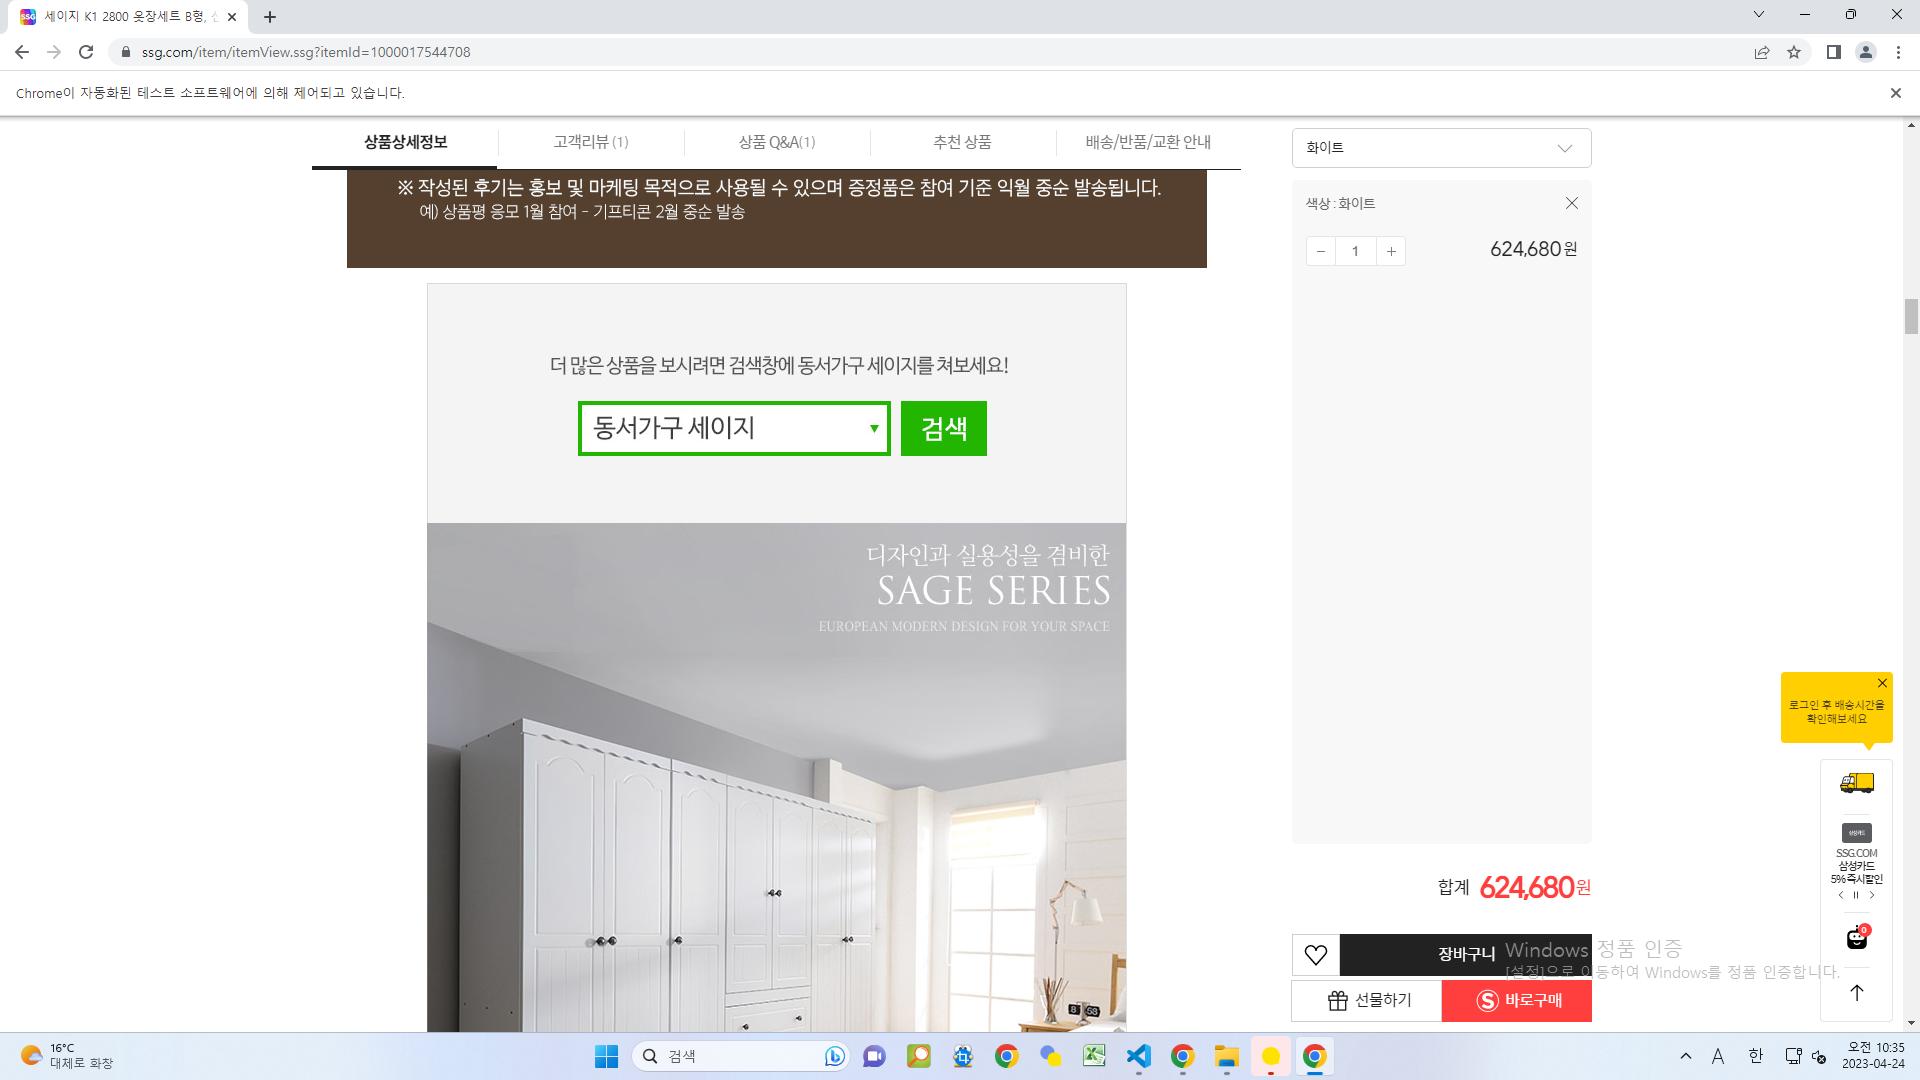 세이지 K1 2800 옷장세트 B형,
ssg.com/item/itemView.ssg?itemId=1000017544708
Chrome이 자동화된 테스트 소프트웨어에 의해 제어되고 있습니다.
상품상세정보
고객리뷰 (1)
상품 Q&A(1)
추천 상품
배송/반품/교환 안내
※ 작성된 후기는 홍보 및 마케팅 목적으로 사용될 수 있으며 증정품은 참여 기준 익월 중순 발송됩니다.
예) 상품평 응모 1월 참여 - 기프티콘 2월 중순 발송
더 많은 상품을 보시려면 검색창에 동서가구 세이지를 쳐보세요!
동서가구 세이지
검색
디자인과 실용성을 겸비한
SAGE SERIES
EUROPEAN MODERN DESIGN FOR YOUR SPACE
화이트
색상 : 화이트
1
624,680원
합계 624,680원
장바구니
선물하기
바로구매
로그인 후 배송시간을
확인해보세요
삼성카드
SSG.COM
삼성카드
5% 즉시할인
0
Windows 정품 인증
[설정]으로 이동하여 Windows를 정품 인증합니다.
16°C
대체로 화창
검색
A
한
오전 10:35
2023-04-24